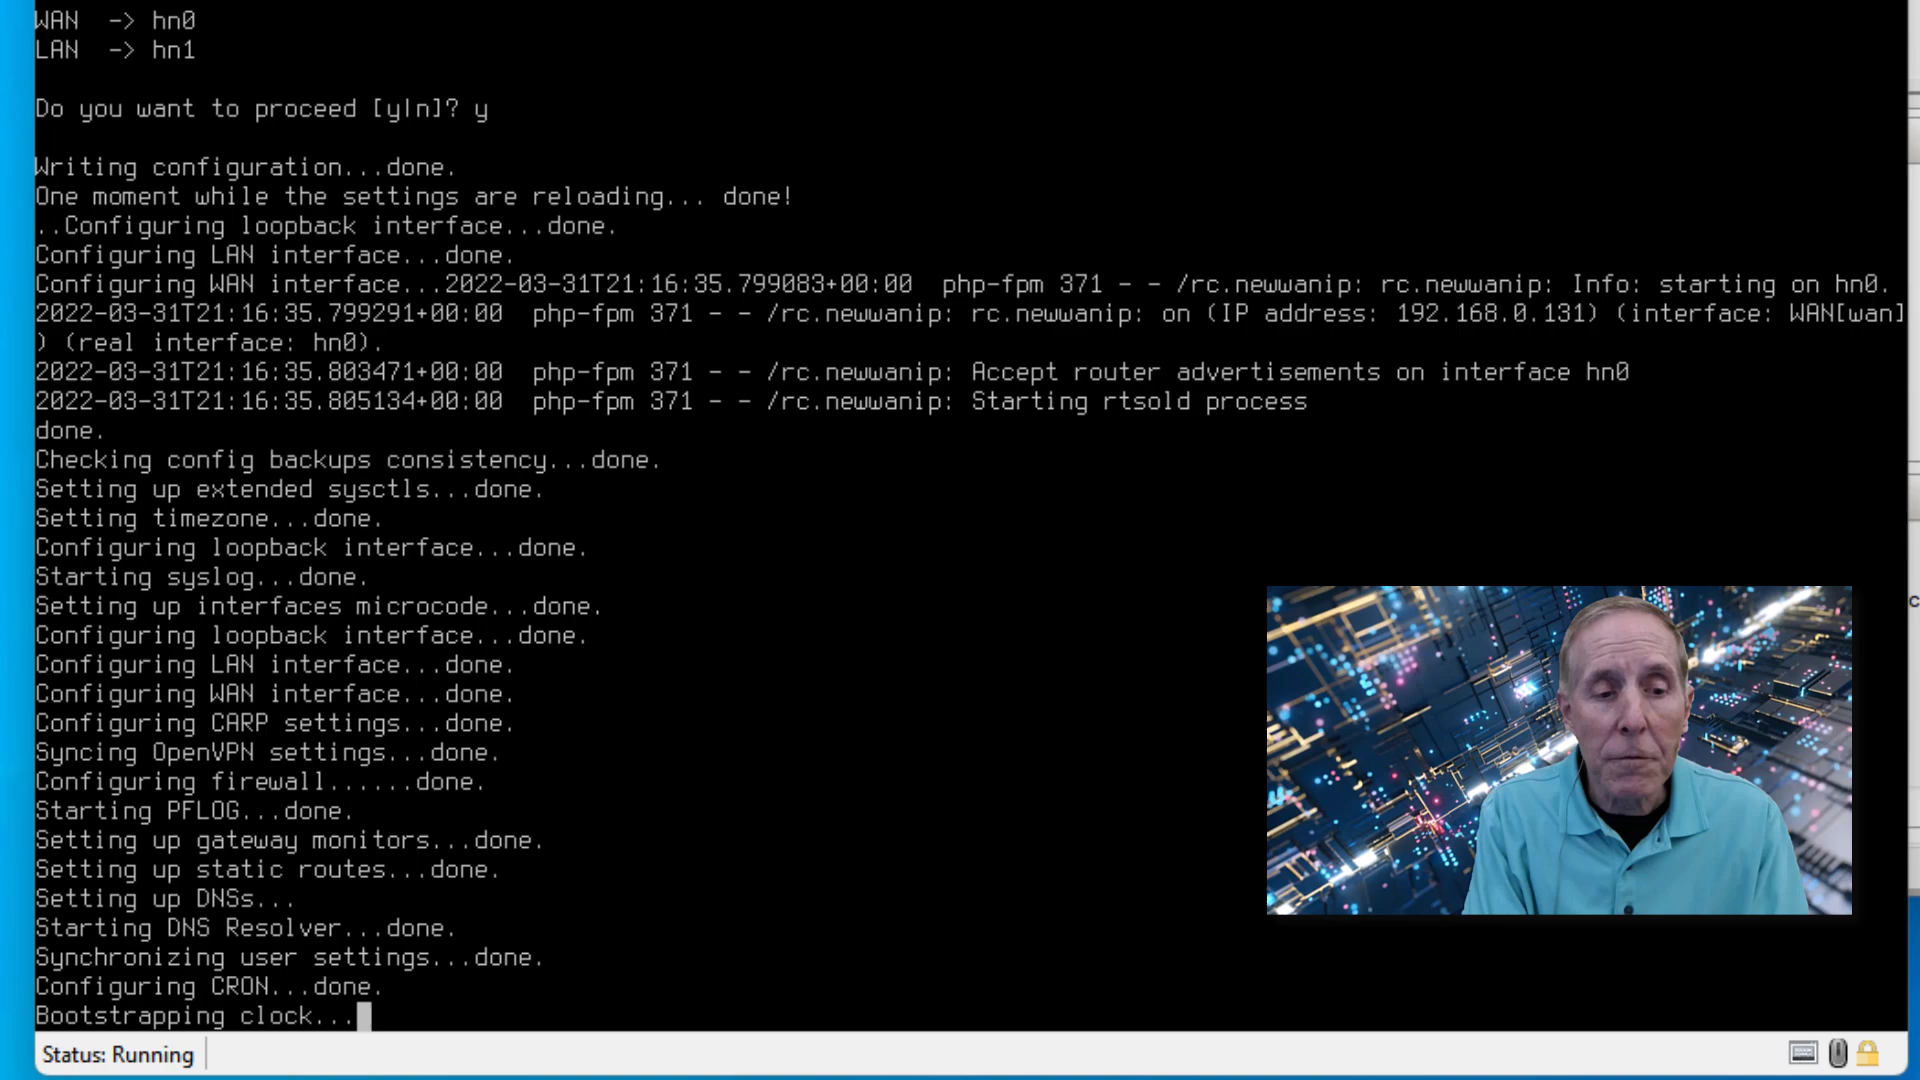 WAN  -> hn0
LAN  -> hn1
Do you want to proceed [y|n]? y
Writing configuration...done.
One moment while the settings are reloading... done!
..Configuring loopback interface...done.
Configuring LAN interface...done.
Configuring WAN interface...2022-03-31T21:16:35.799083+00:00  php-fpm 371 - - /rc.newwanip: rc.newwanip: Info: starting on hn0.
2022-03-31T21:16:35.799291+00:00  php-fpm 371 - - /rc.newwanip: rc.newwanip: on (IP address: 192.168.0.131) (interface: WAN[wan]
) (real interface: hn0).
2022-03-31T21:16:35.803471+00:00  php-fpm 371 - - /rc.newwanip: Accept router advertisements on interface hn0
2022-03-31T21:16:35.805134+00:00  php-fpm 371 - - /rc.newwanip: Starting rtsold process
done.
Checking config backups consistency...done.
Setting up extended sysctls...done.
Setting timezone...done.
Configuring loopback interface...done.
Starting syslog...done.
Setting up interfaces microcode...done.
Configuring loopback interface...done.
Configuring LAN interface...done.
Configuring WAN interface...done.
Configuring CARP settings...done.
Syncing OpenVPN settings...done.
Configuring firewall......done.
Starting PFLOG...done.
Setting up gateway monitors...done.
Setting up static routes...done.
Setting up DNSs...
Starting DNS Resolver...done.
Synchronizing user settings...done.
Configuring CRON...done.
Bootstrapping clock...
Status: Running